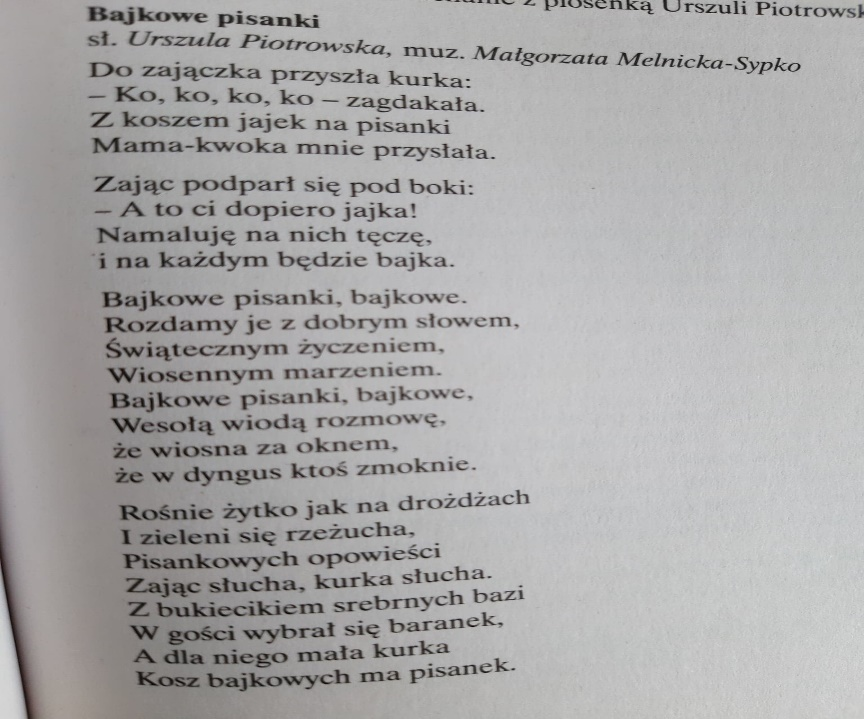 z piosenką Urszuli Piotrowsk
Bajkowe pisanki
sł. Urszula Piotrowska, muz. Małgorzata Melnicka-Sypko
Do zajączka przyszła kurka:
– Ko, ko, ko, ko – zagdakała.
Z koszem jajek na pisanki
Mama-kwoka mnie przysłała.
Zając podparł się pod boki:
– A to ci dopiero jajka!
Namaluję na nich tęczę,
i na każdym będzie bajka.
Bajkowe pisanki, bajkowe.
Rozdamy je z dobrym słowem,
Świątecznym życzeniem,
Wiosennym marzeniem.
Bajkowe pisanki, bajkowe,
Wesołą wiodą rozmowę,
że wiosna za oknem,
że w dyngus ktoś zmoknie.
Rośnie żytko jak na drożdżach
I zieleni się rzeżucha,
Pisankowych opowieści
Zając słucha, kurka słucha.
Z bukiecikiem srebrnych bazi
W gości wybrał się baranek,
A dla niego mała kurka
Kosz bajkowych ma pisanek.